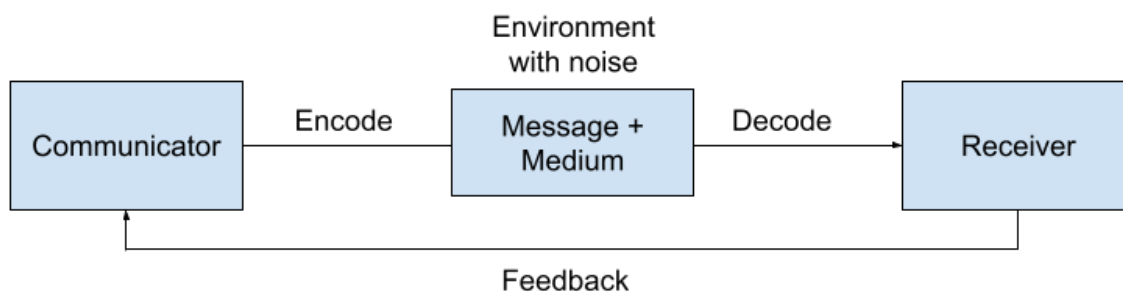 Environment
with noise
Communicator
Encode
Message +
Medium
Decode
Receiver
Feedback